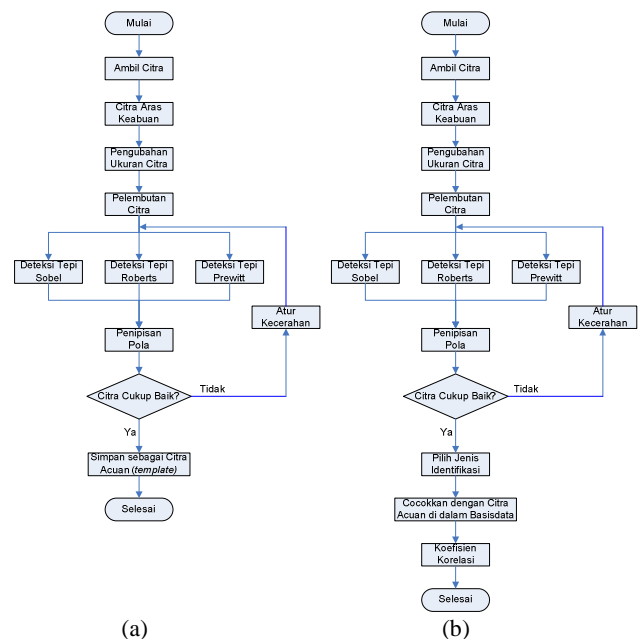 Mulai
Ambil Citra
Citra Aras
Keabuan
Pengubahan
Ukuran Citra
Pelembutan
Citra
Deteksi Tepi
Sobel
Deteksi Tepi
Roberts
Deteksi Tepi
Prewitt
Atur
Kecerahan
Penipisan
Pola
Citra Cukup Baik?
Tidak
Ya
Simpan sebagai Citra
Acuan (template)
Selesai
(a)
Mulai
Ambil Citra
Citra Aras
Keabuan
Pengubahan
Ukuran Citra
Pelembutan
Citra
Deteksi Tepi
Sobel
Deteksi Tepi
Roberts
Deteksi Tepi
Prewitt
Atur
Kecerahan
Penipisan
Pola
Citra Cukup Baik?
Tidak
Ya
Pilih Jenis
Identifikasi
Cocokkan dengan Citra
Acuan di dalam Basisdata
Koefisien
Korelasi
Selesai
(b)